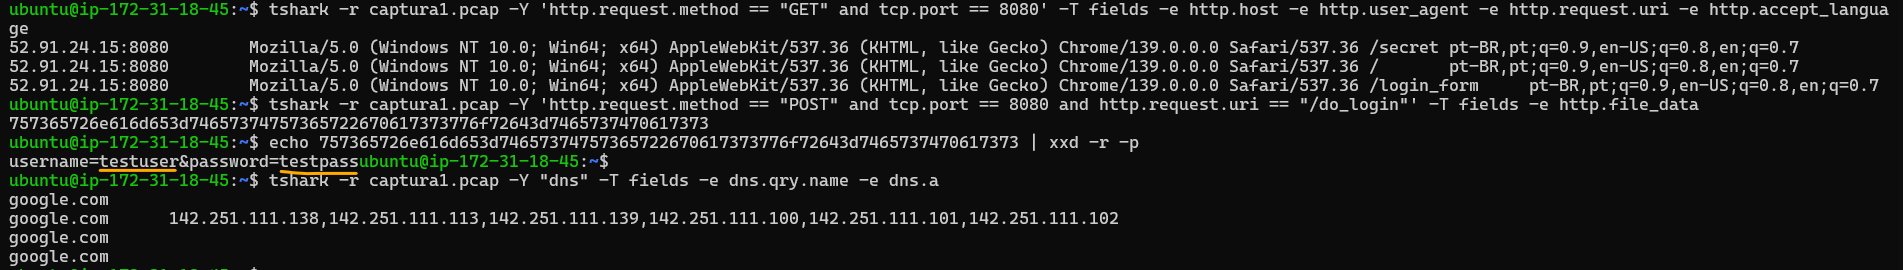 ubuntu@ip-172-31-18-45:~$ tshark -r captura1.pcap -Y 'http.request.method == "GET" and tcp.port == 8080' -T fields -e http.host -e http.user_agent -e http.request.uri -e http.accept_langua
ge
52.91.24.15:8080 Mozilla/5.0 (Windows NT 10.0; Win64; x64) AppleWebKit/537.36 (KHTML, like Gecko) Chrome/139.0.0.0 Safari/537.36 /secret pt-BR,pt;q=0.9,en-US;q=0.8,en;q=0.7
52.91.24.15:8080 Mozilla/5.0 (Windows NT 10.0; Win64; x64) AppleWebKit/537.36 (KHTML, like Gecko) Chrome/139.0.0.0 Safari/537.36 / pt-BR,pt;q=0.9,en-US;q=0.8,en;q=0.7
52.91.24.15:8080 Mozilla/5.0 (Windows NT 10.0; Win64; x64) AppleWebKit/537.36 (KHTML, like Gecko) Chrome/139.0.0.0 Safari/537.36 /login_form pt-BR,pt;q=0.9,en-US;q=0.8,en;q=0.7
ubuntu@ip-172-31-18-45:~$ tshark -r captura1.pcap -Y 'http.request.method == "POST" and tcp.port == 8080 and http.request.uri == "/do_login"' -T fields -e http.file_data
757365726e616d653d74657374757365722670617373776f72643d7465737470617373
ubuntu@ip-172-31-18-45:~$ echo 757365726e616d653d74657374757365722670617373776f72643d7465737470617373 | xxd -r -p
username=testuser&password=testpassubuntu@ip-172-31-18-45:~$
ubuntu@ip-172-31-18-45:~$ tshark -r captura1.pcap -Y "dns" -T fields -e dns.qry.name -e dns.a
google.com
google.com 142.251.111.138,142.251.111.113,142.251.111.139,142.251.111.100,142.251.111.101,142.251.111.102
google.com
google.com